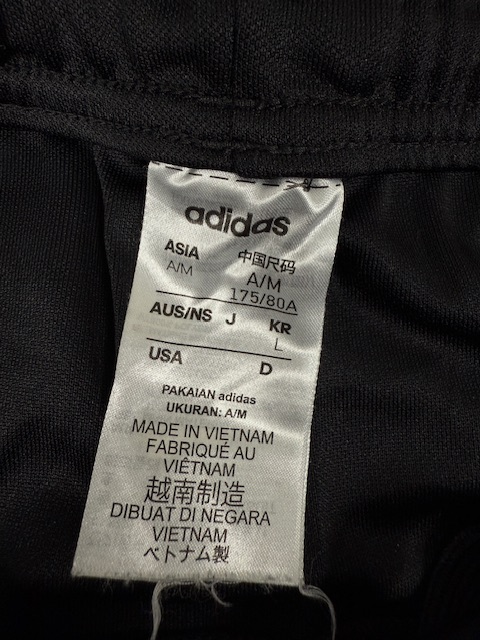 adidas
ASIA 中国尺码
A/M A/M
175/80A
AUS/NS J KR
L
USA D
PAKAIAN adidas
UKURAN: A/M
MADE IN VIETNAM
FABRIQUÉ AU
VIÊTNAM
越南制造
DIBUAT DI NEGARA
VIETNAM
ベトナム製